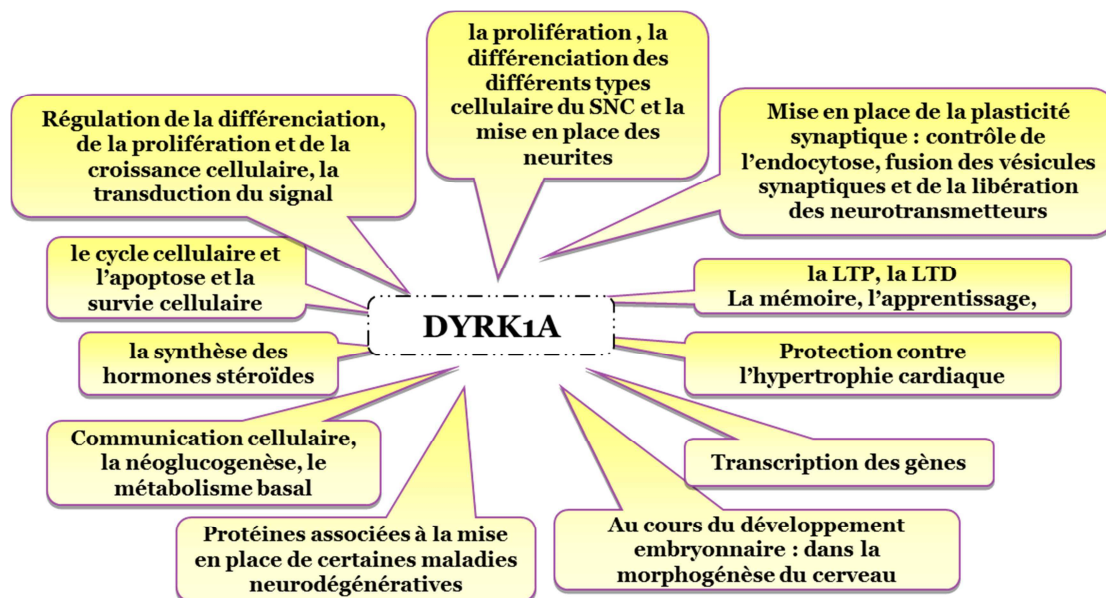 la prolifération , la
différenciation des
différents types
cellulaire du SNC et la
mise en place des
neurites
Régulation de la différenciation,
de la prolifération et de la
croissance cellulaire, la
transduction du signal
Mise en place de la plasticité
synaptique : contrôle de
l’endocytose, fusion des vésicules
synaptiques et de la libération
des neurotransmetteurs
le cycle cellulaire et
l’apoptose et la
survie cellulaire
la LTP, la LTD
La mémoire, l’apprentissage,
DYRK1A
la synthèse des
hormones stéroïdes
Protection contre
l’hypertrophie cardiaque
Communication cellulaire,
la néoglucogenèse, le
métabolisme basal
Transcription des gènes
Protéines associées à la mise
en place de certaines maladies
neurodégénératives
Au cours du développement
embryonnaire : dans la
morphogénèse du cerveau